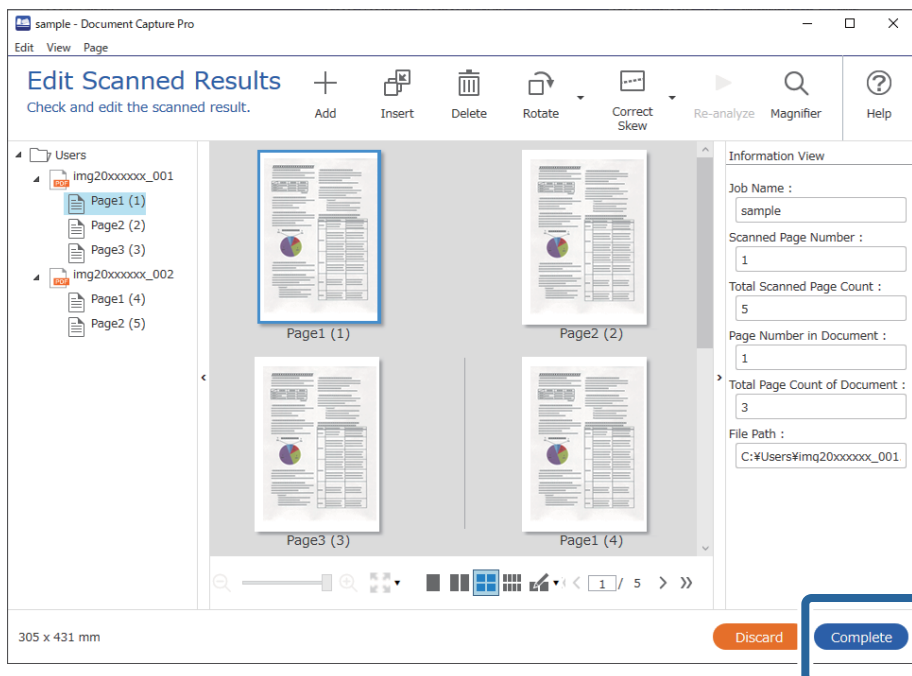 sample - Document Capture Pro
Edit View Page
Edit Scanned Results
Check and edit the scanned result.
Add
Insert
Delete
Rotate
Correct
Skew
Re-analyze
Magnifier
Help
Users
PDF
img20xxxxxx_001
Page1 (1)
Page2 (2)
Page3 (3)
PDF
img20xxxxxx_002
Page1 (4)
Page2 (5)
Page1 (1)
Page2 (2)
Page3 (3)
Page1 (4)
1 / 5
Information View
Job Name :
sample
Scanned Page Number :
1
Total Scanned Page Count :
5
Page Number in Document :
1
Total Page Count of Document :
3
File Path :
C:¥Users¥img20xxxxxx_001.
305 x 431 mm
Discard
Complete